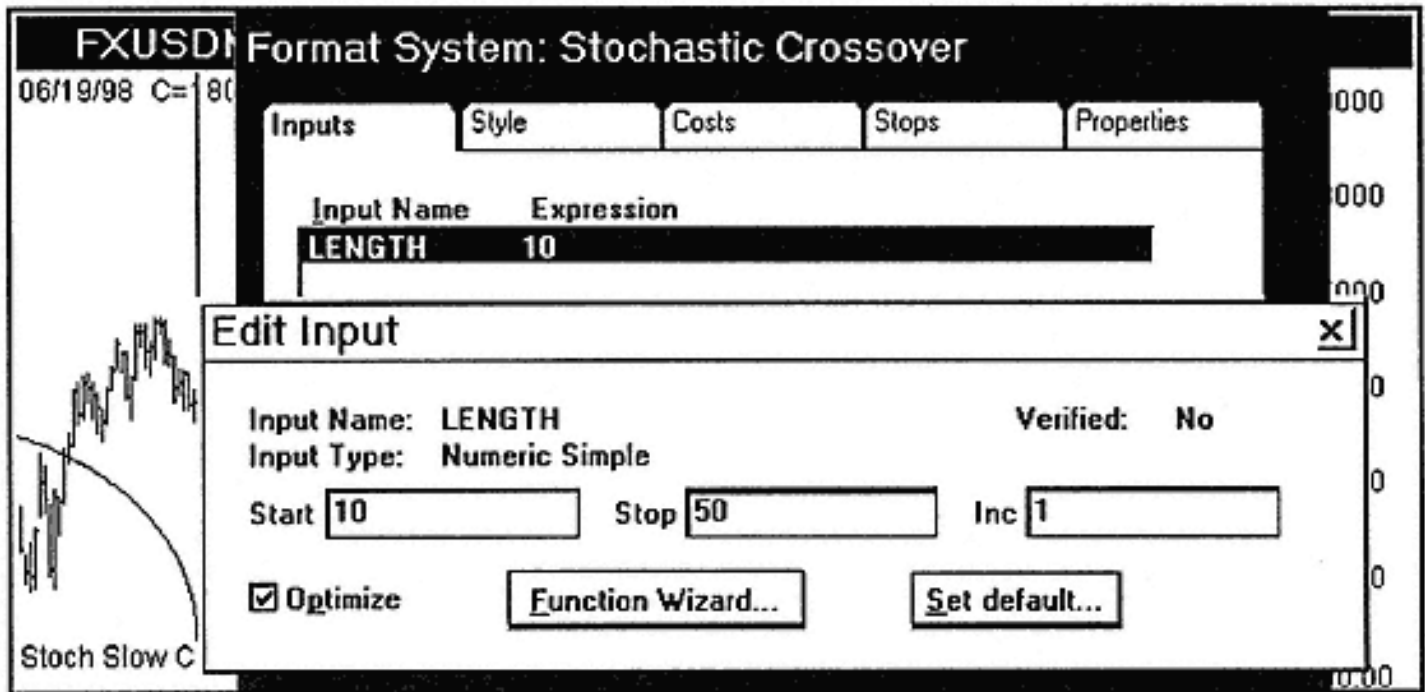 FXUSD
Format System: Stochastic Crossover
06/19/98 C=180
Inputs
Style
Costs
Stops
Properties
Input Name Expression
LENGTH 10
Edit Input
Input Name: LENGTH
Verified: No
Input Type: Numeric Simple
Start 10
Stop 50
Inc 1
Optimize
Function Wizard...
Set default...
Stoch Slow C